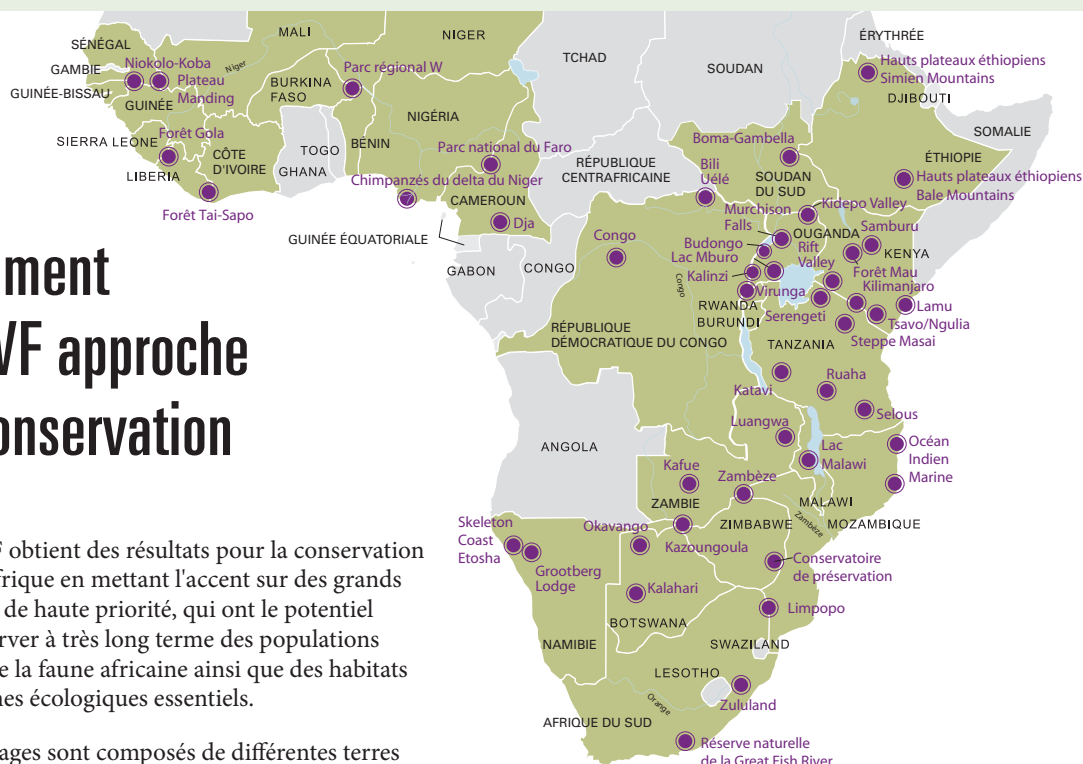 MALI
NIGER
TCHAD
SOUDAN
ÉRYTHRÉE
SÉNÉGAL
GAMBIE
GUINÉE-BISSAU
Niokolo-Koba
Plateau
Manding
Niger
GUINÉE
BURKINA
FASO
Parc régional W
NIGÉRIA
Hauts plateaux éthiopiens
Simien Mountains
DJIBOUTI
SOMALIE
SIERRA LEONE
Forêt Gola
LIBERIA
CÔTE
D'IVOIRE
TOGO
GHANA
BÉNIN
Parc national du Faro
Chimpanzés du delta du Niger
CAMEROUN
RÉPUBLIQUE
CENTRAFRICAINE
Boma-Gambella
Bili
Uélé
SOUDAN
DU SUD
ÉTHIOPIE
Hauts plateaux éthiopiens
Bale Mountains
Forêt Tai-Sapo
Dja
GUINÉE ÉQUATORIALE
GABON
CONGO
Congo
Congo
Murchison
Falls
Kidepo Valley
OUGANDA
Budongo
Lac Mburo
Kalinzi
Rift
Valley
Samburu
KENYA
Forêt Mau
Kilimanjaro
Virunga
RWANDA
BURUNDI
Serengeti
Lamu
Tsavo/Ngulia
Steppe Masai
RÉPUBLIQUE
DÉMOCRATIQUE DU CONGO
TANZANIA
Katavi
Ruaha
Selous
Luangwa
Lac
Malawi
Océan
Indien
Marine
ANGOLA
Kafue
ZAMBIE
Zambèze
MALAWI
Zambèze
MOZAMBIQUE
ZIMBABWE
Skeleton
Coast
Etosha
Okavango
Kazoungoula
Grootberg
Lodge
Kalahari
Conservatoire
de préservation
Limpopo
BOTSWANA
NAMIBIE
SWAZILAND
LESOTHO
Zululand
Orange
AFRIQUE DU SUD
Réserve naturelle
de la Great Fish River
ment
VF approche
onservation
F obtient des résultats pour la conservation
frique en mettant l'accent sur des grands
de haute priorité, qui ont le potentiel
rver à très long terme des populations
e la faune africaine ainsi que des habitats
nes écologiques essentiels.
ages sont composés de différentes terres